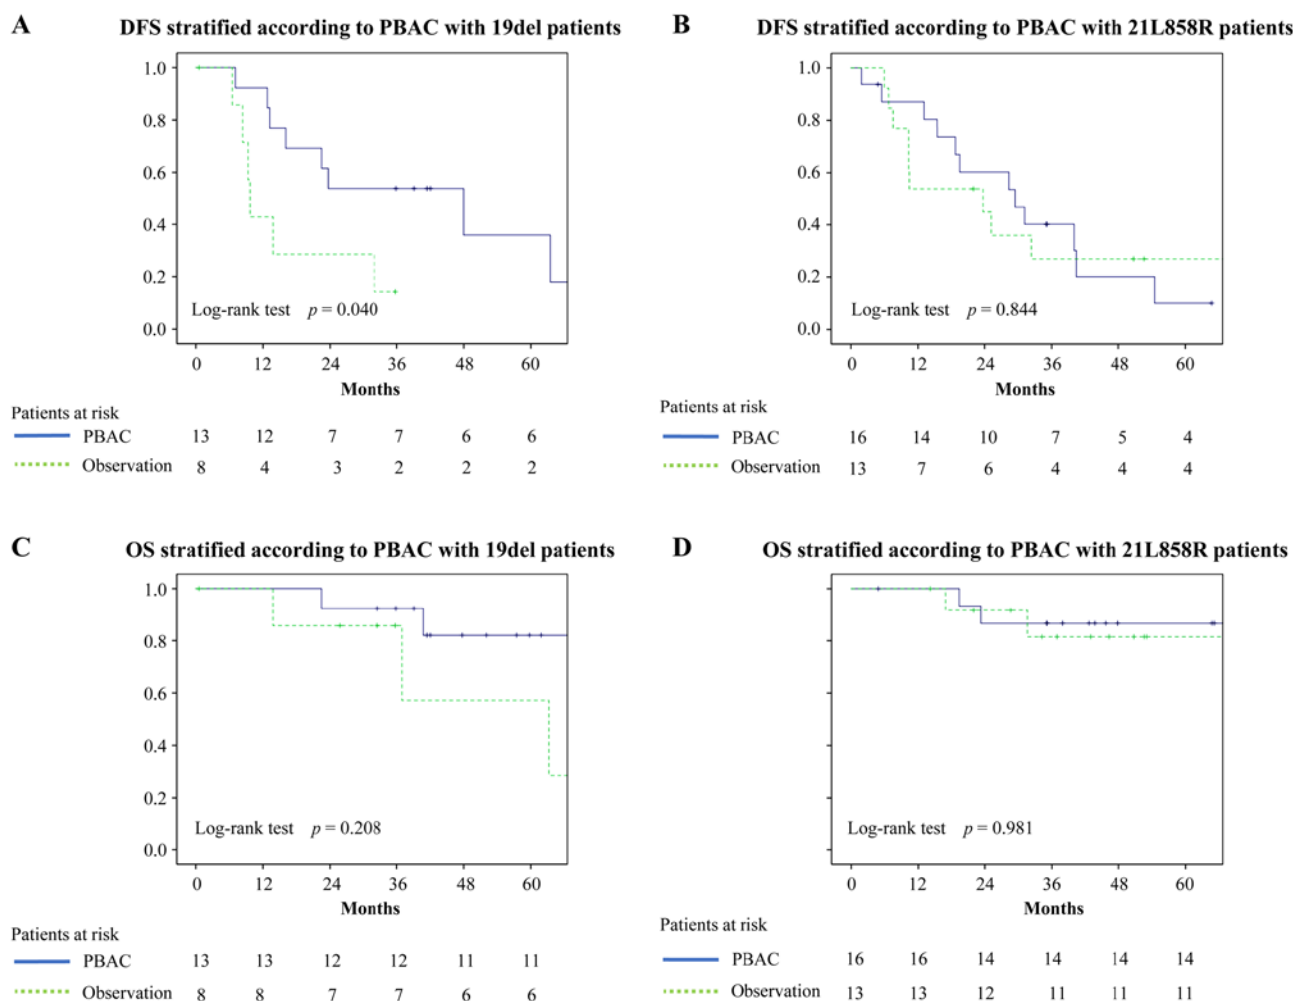 A
DFS stratified according to PBAC with 19del patients
1.0
0.8
0.6
0.4
0.2
0.0
Log-rank test p = 0.040
0 12 24 36 48 60
Months
Patients at risk
PBAC 13 12 7 7 6 6
Observation 8 4 3 2 2 2
B
DFS stratified according to PBAC with 21L858R patients
1.0
0.8
0.6
0.4
0.2
0.0
Log-rank test p = 0.844
0 12 24 36 48 60
Months
Patients at risk
PBAC 16 14 10 7 5 4
Observation 13 7 6 4 4 4
C
OS stratified according to PBAC with 19del patients
1.0
0.8
0.6
0.4
0.2
0.0
Log-rank test p = 0.208
0 12 24 36 48 60
Months
Patients at risk
PBAC 13 13 12 12 11 11
Observation 8 8 7 7 6 6
D
OS stratified according to PBAC with 21L858R patients
Log-rank test p = 0.981
0 12 24 36 48 60
Months
Patients at risk
PBAC 16 16 14 14 14 14
Observation 13 13 12 11 11 11